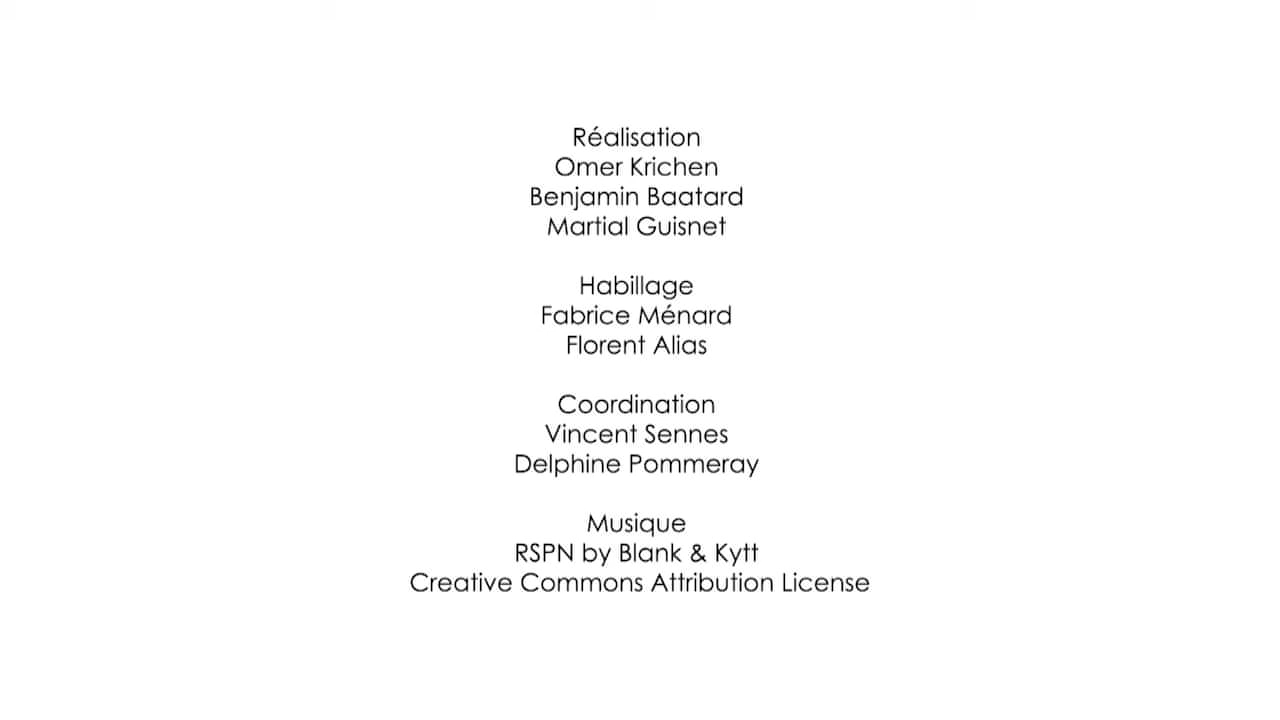 Réalisation
Omer Krichen
Benjamin Baatard
Martial Guisnet
Habillage
Fabrice Ménard
Florent Alias
Coordination
Vincent Sennes
Delphine Pommeray
Musique
RSPN by Blank & Kytt
Creative Commons Attribution License